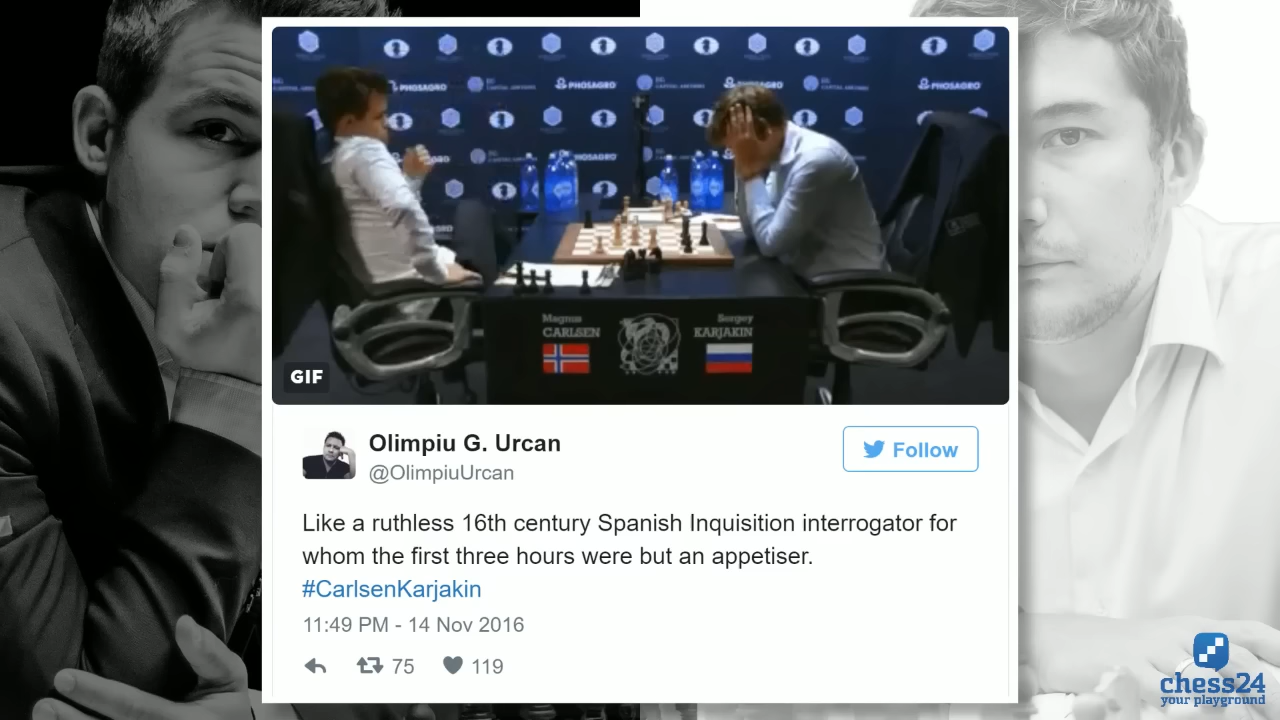 PHOSAGRO
PHOSAGRO
PHOSAGRO
Magnus
CARLSEN
Sergey
KARJAKIN
GIF
Olimpiu G. Urcan
@OlimpiuUrcan
Follow
Like a ruthless 16th century Spanish Inquisition interrogator for
whom the first three hours were but an appetiser.
#CarlsenKarjakin
11:49 PM - 14 Nov 2016
75
119
chess24
your playground